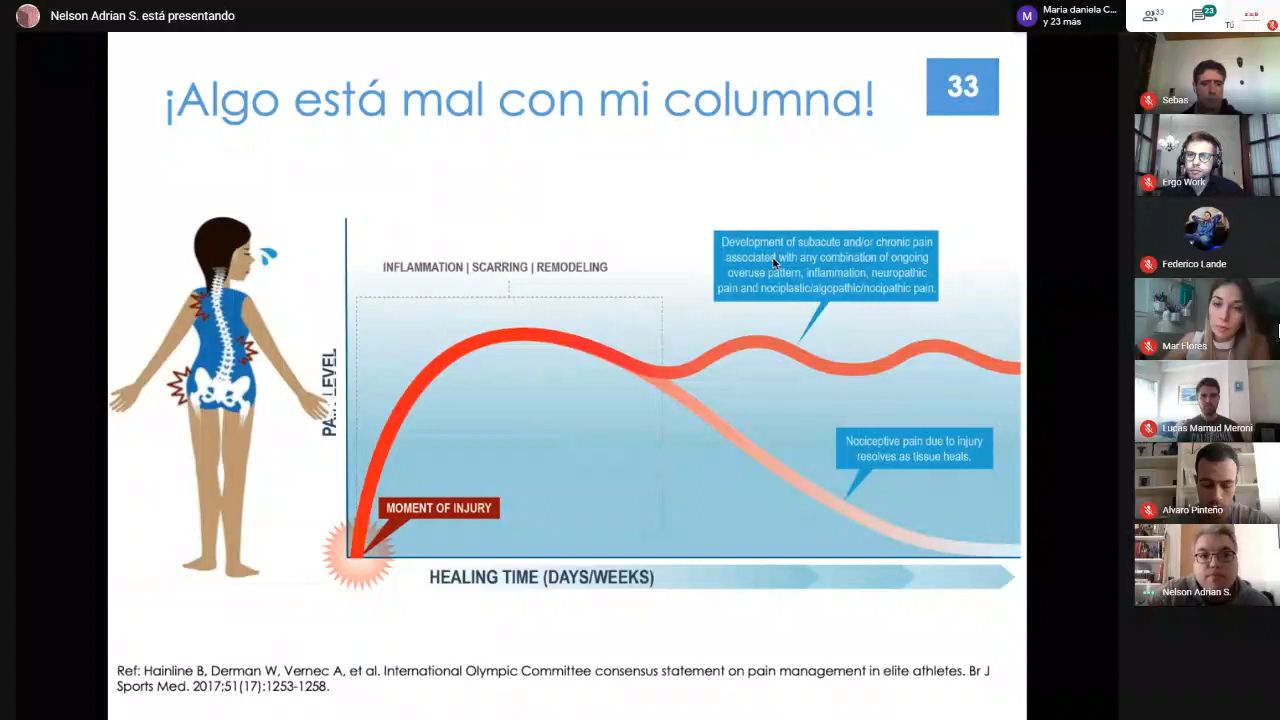 Nelson Adrian S. está presentando
Maria daniela C...
y 23 más
33
23
Tú
¡Algo está mal con mi columna!
33
INFLAMMATION | SCARRING | REMODELING
Development of subacute and/or chronic pain
associated with any combination of ongoing
overuse pattern, inflammation, neuropathic
pain and nociplastic/algopathic/nocipathic pain.
LEVEL
Nociceptive pain due to injury
resolves as tissue heals.
MOMENT OF INJURY
HEALING TIME (DAYS/WEEKS)
Ref: Hainline B, Derman W, Vernec A, et al. International Olympic Committee consensus statement on pain management in elite athletes. Br J
Sports Med. 2017;51(17):1253-1258.
Sebas
Ergo Work
Federico Lande
Mar Flores
Lucas Mamud Meroni
Alvaro Pinteño
Nelson Adrian S.